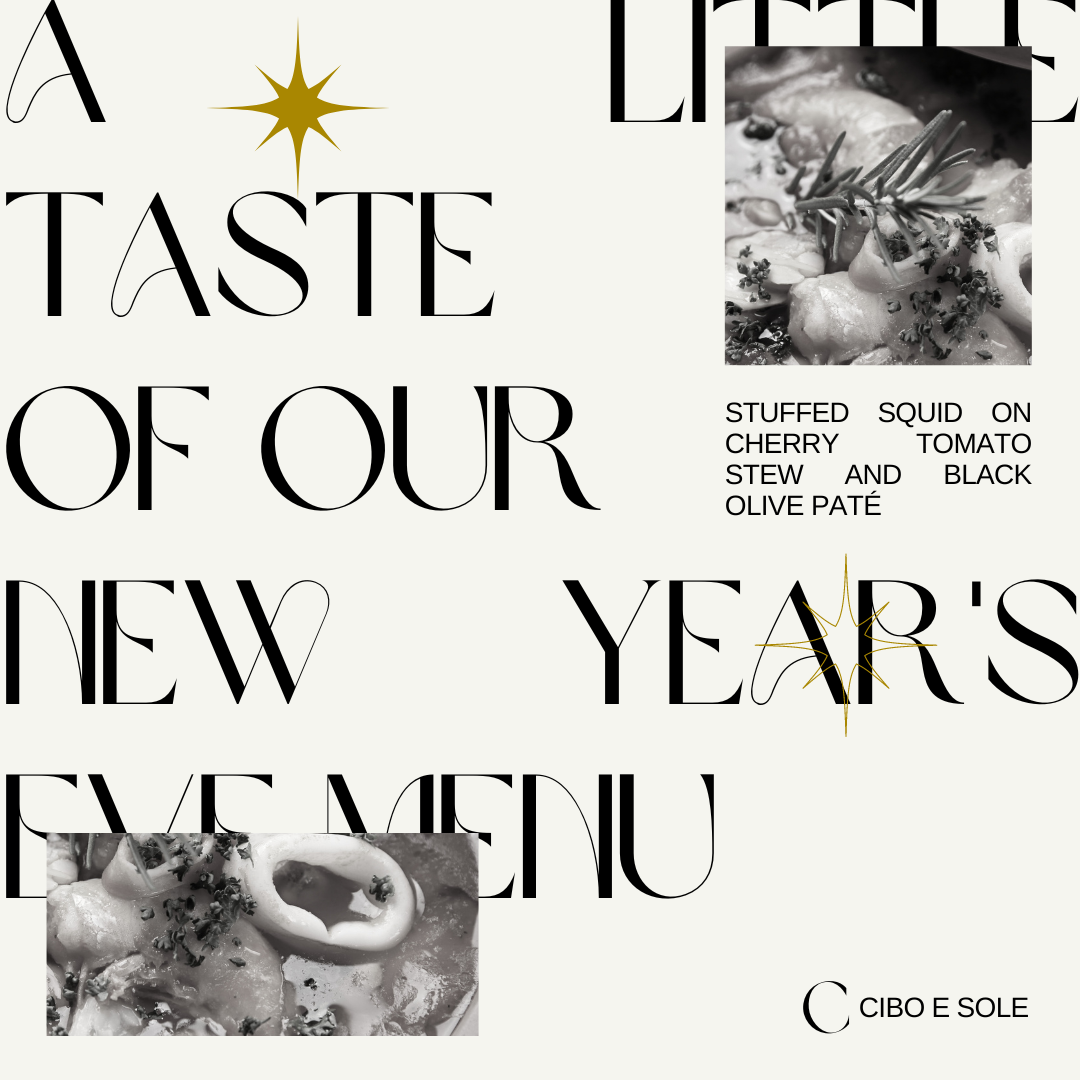 A LITTLE
TASTE
OF OUR
NEW YEAR'S
EVE MENU
STUFFED SQUID ON
CHERRY TOMATO
STEW AND BLACK
OLIVE PATÉ
C CIBO E SOLE